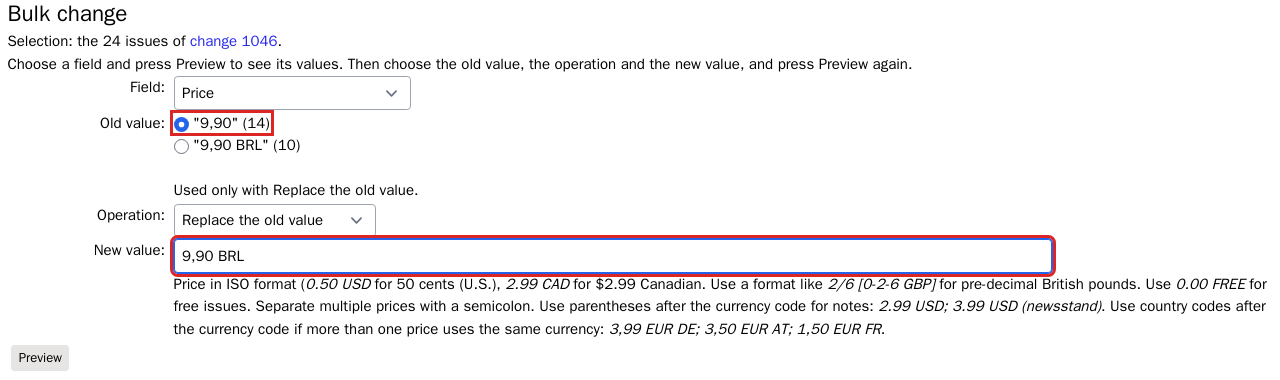 Bulk change
Selection: the 24 issues of change 1046.
Choose a field and press Preview to see its values. Then choose the old value, the operation and the new value, and press Preview again.
Field: Price
Old value: "9,90" (14)
"9,90 BRL" (10)
Used only with Replace the old value.
Operation: Replace the old value
New value: 9,90 BRL
Price in ISO format (0.50 USD for 50 cents (U.S.), 2.99 CAD for $2.99 Canadian. Use a format like 2/6 [0-2-6 GBP] for pre-decimal British pounds. Use 0.00 FREE for
free issues. Separate multiple prices with a semicolon. Use parentheses after the currency code for notes: 2.99 USD; 3.99 USD (newsstand). Use country codes after
the currency code if more than one price uses the same currency: 3,99 EUR DE; 3,50 EUR AT; 1,50 EUR FR.
Preview